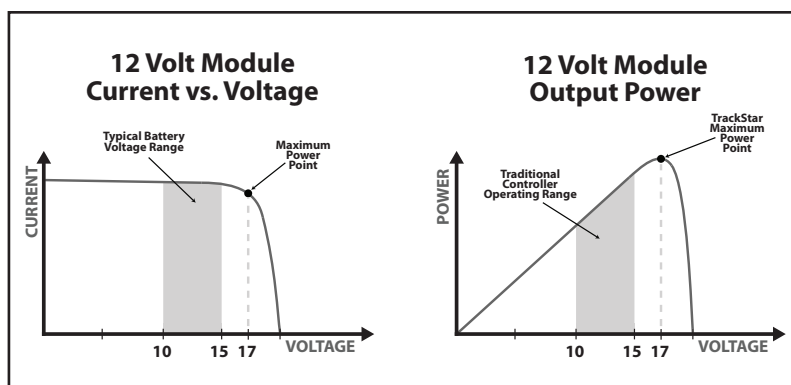 12 Volt Module
Current vs. Voltage
Typical Battery
Voltage Range
Maximum
Power
Point
CURRENT
10 15 17 VOLTAGE
12 Volt Module
Output Power
TrackStar
Maximum
Power
Point
Traditional
Controller
Operating Range
POWER
10 15 17 VOLTAGE